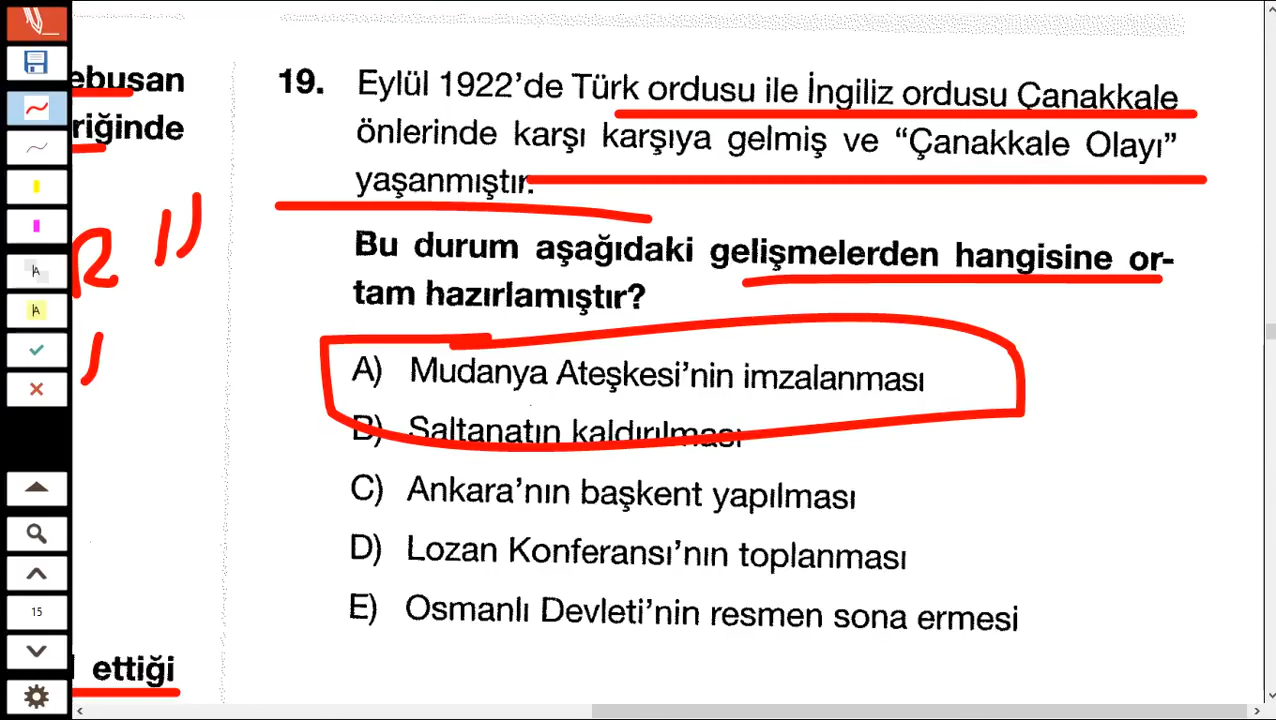 ebusan
riğinde
R "
ettiği
19. Eylül 1922’de Türk ordusu ile İngiliz ordusu Çanakkale
önlerinde karşı karşıya gelmiş ve “Çanakkale Olayı”
yaşanmıştır.
Bu durum aşağıdaki gelişmelerden hangisine or-
tam hazırlamıştır?
A) Mudanya Ateşkesi’nin imzalanması
B) Saltanatın kaldırılması
C) Ankara’nın başkent yapılması
D) Lozan Konferansı’nın toplanması
E) Osmanlı Devleti’nin resmen sona ermesi
15